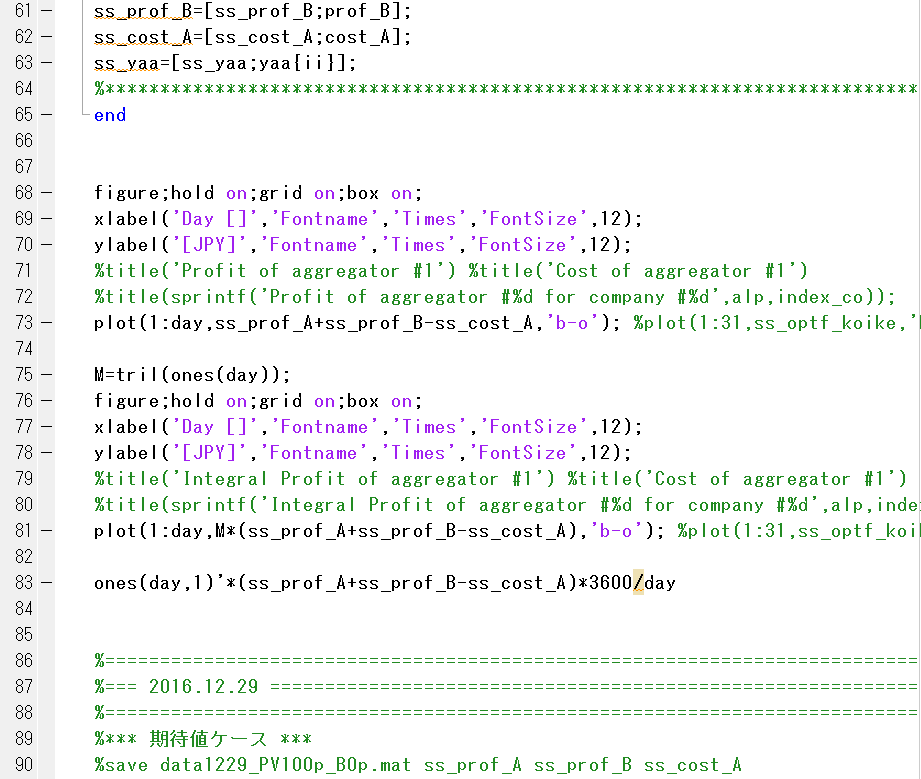 61 – ss_prof_B=[ss_prof_B;prof_B];
62 – ss_cost_A=[ss_cost_A;cost_A];
63 – ss_yaa=[ss_yaa;yaa{ii}];
64 %***************************************************************************
65 – end
66
67
68 – figure;hold on;grid on;box on;
69 – xlabel('Day []','Fontname','Times','FontSize',12);
70 – ylabel('[JPY]','Fontname','Times','FontSize',12);
71 %title('Profit of aggregator #1') %title('Cost of aggregator #1')
72 %title(sprintf('Profit of aggregator #%d for company #%d',alp,index_co));
73 – plot(1:day,ss_prof_A+ss_prof_B-ss_cost_A,'b-o'); %plot(1:31,ss_optf_koike,'
74
75 – M=tril(ones(day));
76 – figure;hold on;grid on;box on;
77 – xlabel('Day []','Fontname','Times','FontSize',12);
78 – ylabel('[JPY]','Fontname','Times','FontSize',12);
79 %title('Integral Profit of aggregator #1') %title('Cost of aggregator #1')
80 %title(sprintf('Integral Profit of aggregator #%d for company #%d',alp,inde
81 – plot(1:day,M*(ss_prof_A+ss_prof_B-ss_cost_A),'b-o'); %plot(1:31,ss_optf_koi
82
83 – ones(day,1)'*(ss_prof_A+ss_prof_B-ss_cost_A)*3600/day
84
85
86 %==========================================================================
87 %=== 2016.12.29 ===========================================================
88 %==========================================================================
89 %*** 期待値ケース ***
90 %save data1229_PV100p_B0p.mat ss_prof_A ss_prof_B ss_cost_A